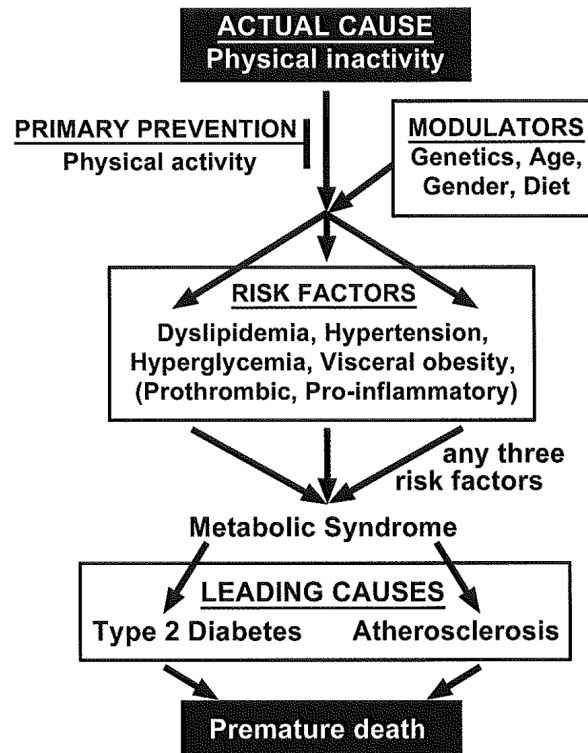 ACTUAL CAUSE
Physical inactivity
PRIMARY PREVENTION
Physical activity
MODULATORS
Genetics, Age,
Gender, Diet
RISK FACTORS
Dyslipidemia, Hypertension,
Hyperglycemia, Visceral obesity,
(Prothrombic, Pro-inflammatory)
any three
risk factors
Metabolic Syndrome
LEADING CAUSES
Type 2 Diabetes Atherosclerosis
Premature death